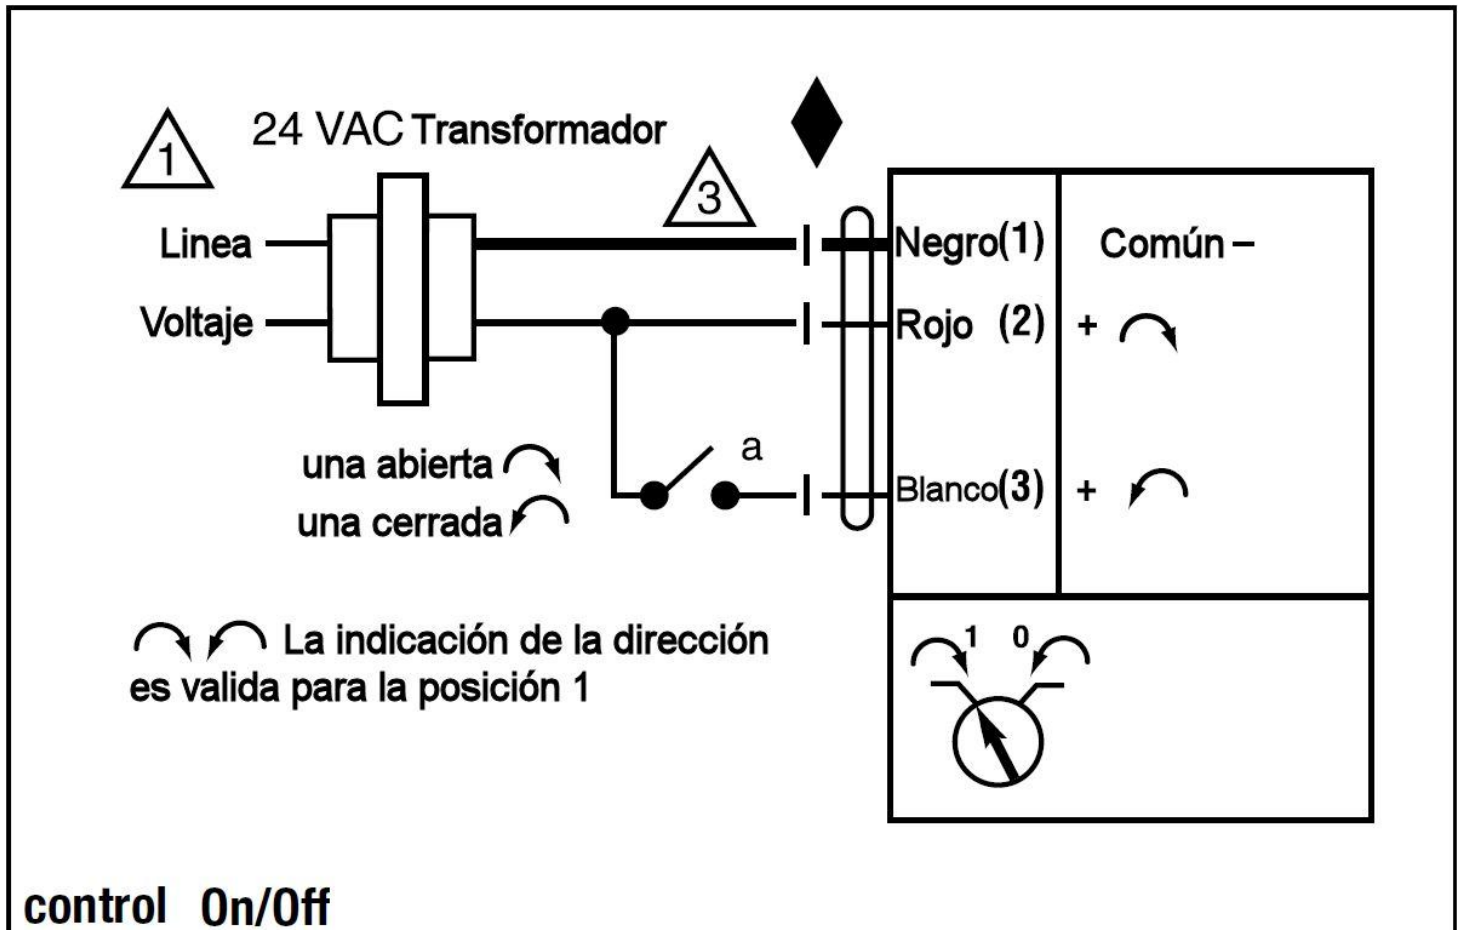 24 VAC Transformador
1
3
Linea
Voltaje
Negro(1)
Común –
Rojo (2)
+
a
una abierta
una cerrada
Blanco(3)
+
La indicación de la dirección
es valida para la posición 1
1 0
control On/Off